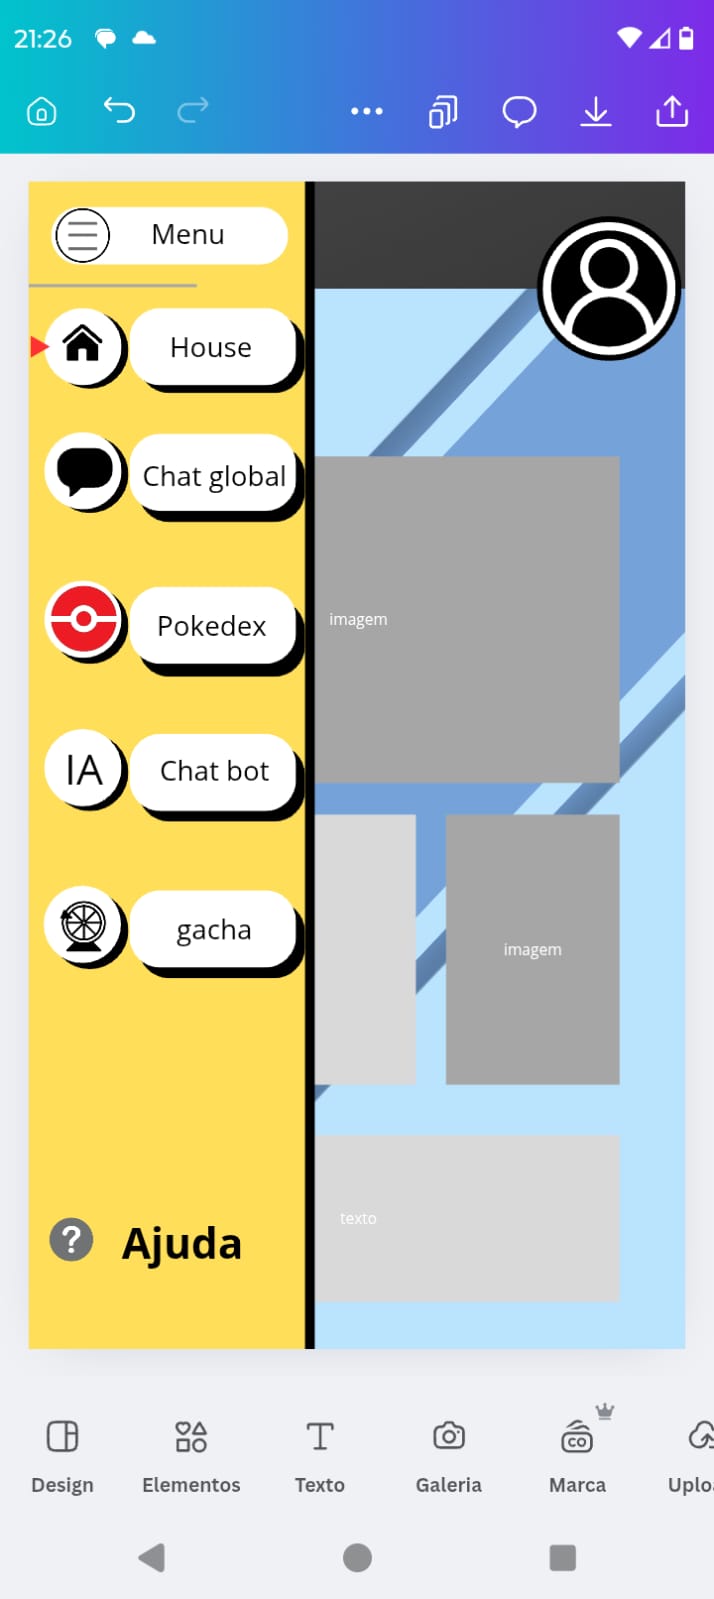 21:26
Menu
House
Chat global
Pokedex
IA
Chat bot
gacha
? Ajuda
imagem
imagem
texto
Design
Elementos
Texto
Galeria
CO
Marca
Uplo